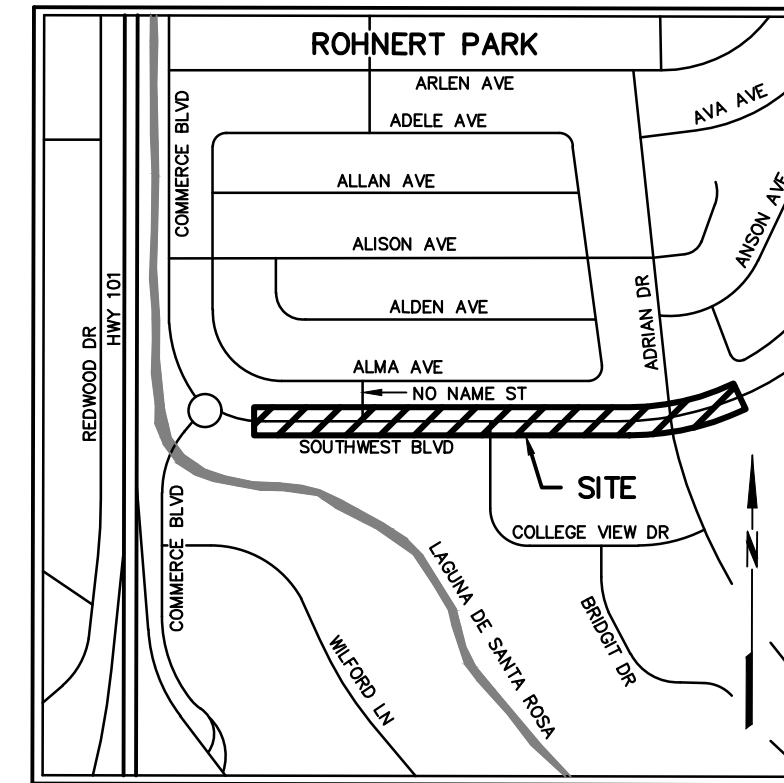 ROHNERT PARK
ARLEN AVE
AVA AVE
ADELE AVE
COMMERCE BLVD
ALLAN AVE
ANSON AVE
ALISON AVE
HWY 101
ALDEN AVE
ADRIAN DR
REDWOOD DR
ALMA AVE
NO NAME ST
SOUTHWEST BLVD
SITE
COMMERCE BLVD
COLLEGE VIEW DR
N
LAGUNA DE SANTA ROSA
BRIDGIT DR
WILFORD LN